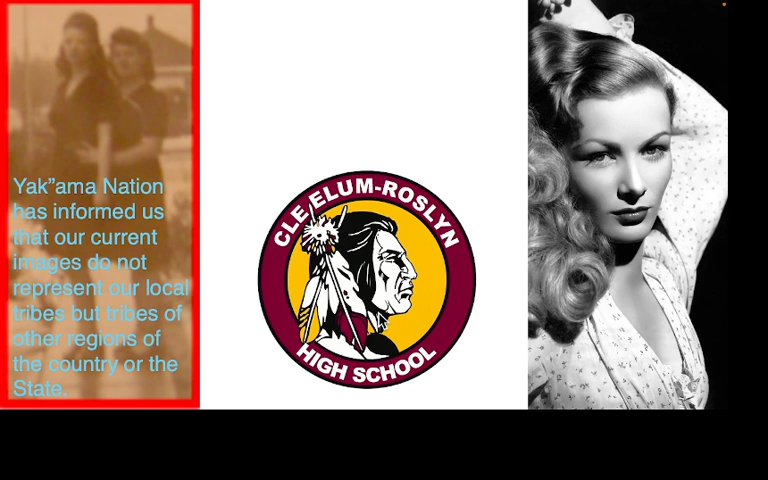 Yak”ama Nation
has informed us
that our current
images do not
represent our local
tribes but tribes of
other regions of
the country or the
State.
CLE ELUM-ROSLYN
HIGH SCHOOL